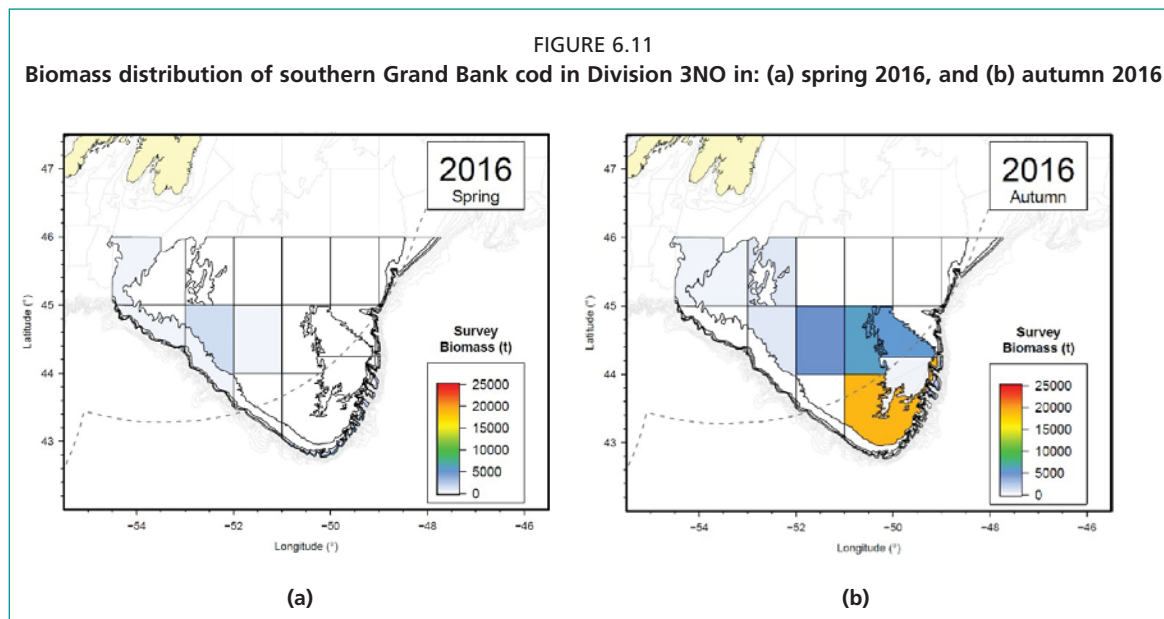 FIGURE 6.11
Biomass distribution of southern Grand Bank cod in Division 3NO in: (a) spring 2016, and (b) autumn 2016
2016
Spring
47
46
45
44
43
Latitude (°)
Survey
Biomass (t)
25000
20000
15000
10000
5000
0
−54
−52
−50
−48
−46
Longitude (°)
(a)
2016
Autumn
47
46
45
44
43
Latitude (°)
Survey
Biomass (t)
25000
20000
15000
10000
5000
0
−54
−52
−50
−48
−46
Longitude (°)
(b)